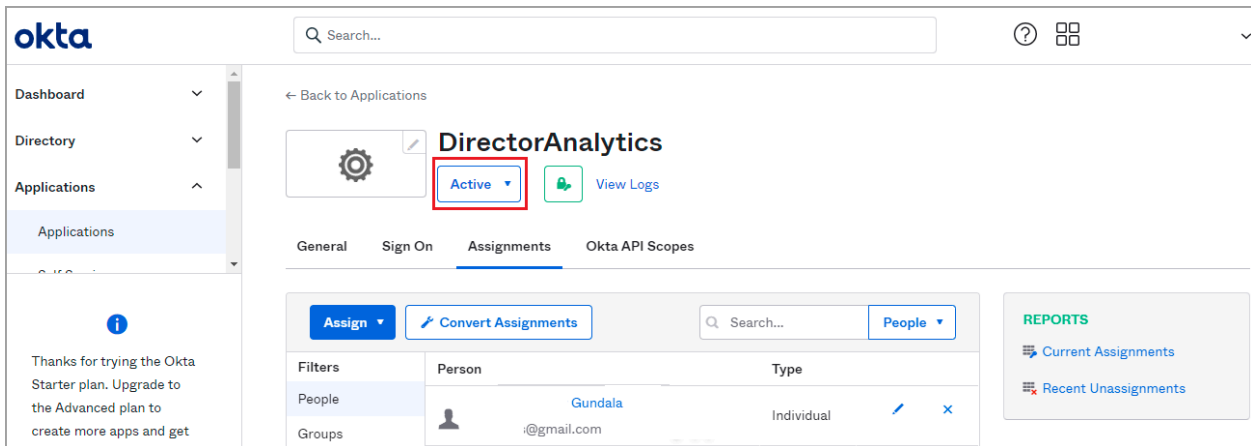 okta
Search...
Dashboard
Directory
Applications
Applications
Thanks for trying the Okta
Starter plan. Upgrade to
the Advanced plan to
create more apps and get
← Back to Applications
DirectorAnalytics
Active
View Logs
General Sign On Assignments Okta API Scopes
Assign Convert Assignments Search... People
Filters Person Type
People
Groups
Gundala
@gmail.com
Individual
REPORTS
Current Assignments
Recent Unassignments